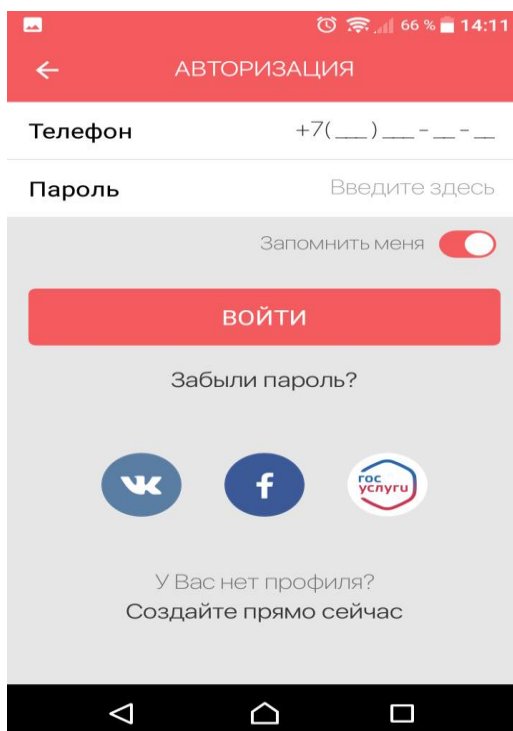 66 % 14:11
АВТОРИЗАЦИЯ
Телефон +7(___)___-__-__
Пароль Введите здесь
Запомнить меня
ВОЙТИ
Забыли пароль?
VK f гос
услуги
У Вас нет профиля?
Создайте прямо сейчас